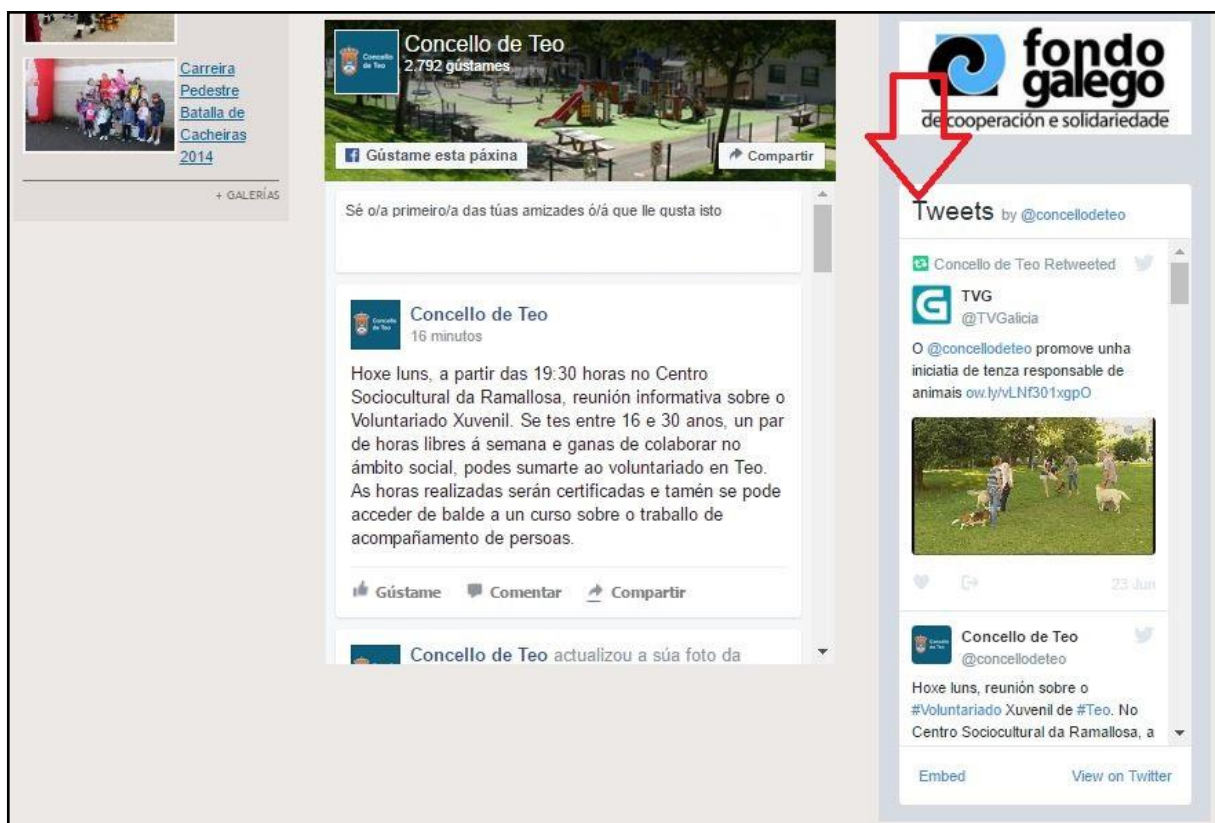 Carreira
Pedestre
Batalla de
Cacheiras
2014
+ GALERÍAS
Concello de Teo
Concello de Teo
2.792 gústames
Gústame esta páxina
Compartir
Sé o/a primeiro/a das túas amizades ó/á que lle gusta isto
Concello de Teo
Concello de Teo
16 minutos
Hoxe luns, a partir das 19:30 horas no Centro
Sociocultural da Ramallosa, reunión informativa sobre o
Voluntariado Xuvenil. Se tes entre 16 e 30 anos, un par
de horas libres á semana e ganas de colaborar no
ámbito social, podes sumarte ao voluntariado en Teo.
As horas realizadas serán certificadas e tamén se pode
acceder de balde a un curso sobre o traballo de
acompañamento de persoas.
Gústame Comentar Compartir
Concello de Teo actualizou a súa foto da
fondo
galego
de cooperación e solidariedade
Tweets by @concellodeteo
Concello de Teo Retweeted
TVG
@TVGalicia
O @concellodeteo promove unha
iniciatia de tenza responsable de
animais ow.ly/vLNf301xgpO
23 Jun
Concello de Teo
@concellodeteo
Hoxe luns, reunión sobre o
#Voluntariado Xuvenil de #Teo. No
Centro Sociocultural da Ramallosa, a
Embed View on Twitter